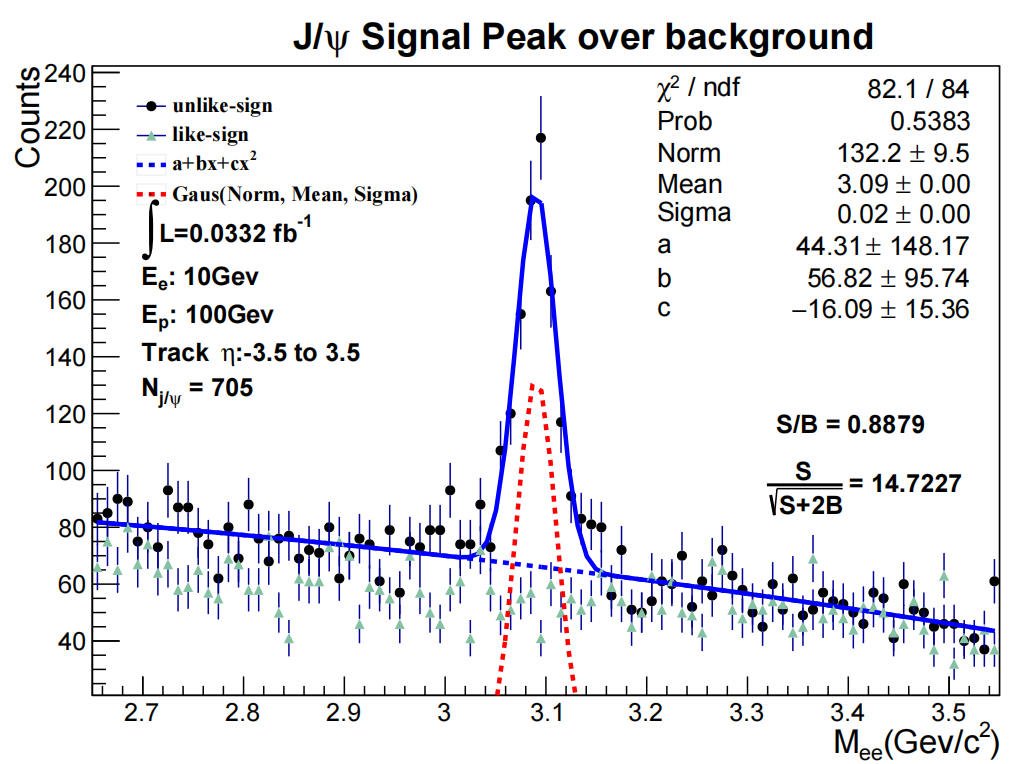 J/ψ Signal Peak over background
Counts
240
220
200
180
160
140
120
100
80
60
40
unlike-sign
like-sign
a+bx+cx²
Gaus(Norm, Mean, Sigma)
∫L=0.0332 fb⁻¹
Eₑ: 10Gev
Eₚ: 100Gev
Track η:-3.5 to 3.5
N_j/ψ = 705
χ² / ndf 82.1 / 84
Prob 0.5383
Norm 132.2 ± 9.5
Mean 3.09 ± 0.00
Sigma 0.02 ± 0.00
a 44.31 ± 148.17
b 56.82 ± 95.74
c −16.09 ± 15.36
S/B = 0.8879
S/√S+2B = 14.7227
2.7 2.8 2.9 3 3.1 3.2 3.3 3.4 3.5
Mₑₑ(Gev/c²)